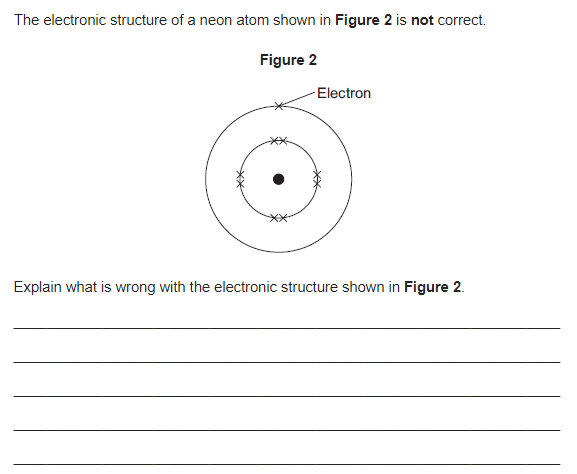 The electronic structure of a neon atom shown in Figure 2 is not correct.
Figure 2
Electron
Explain what is wrong with the electronic structure shown in Figure 2.